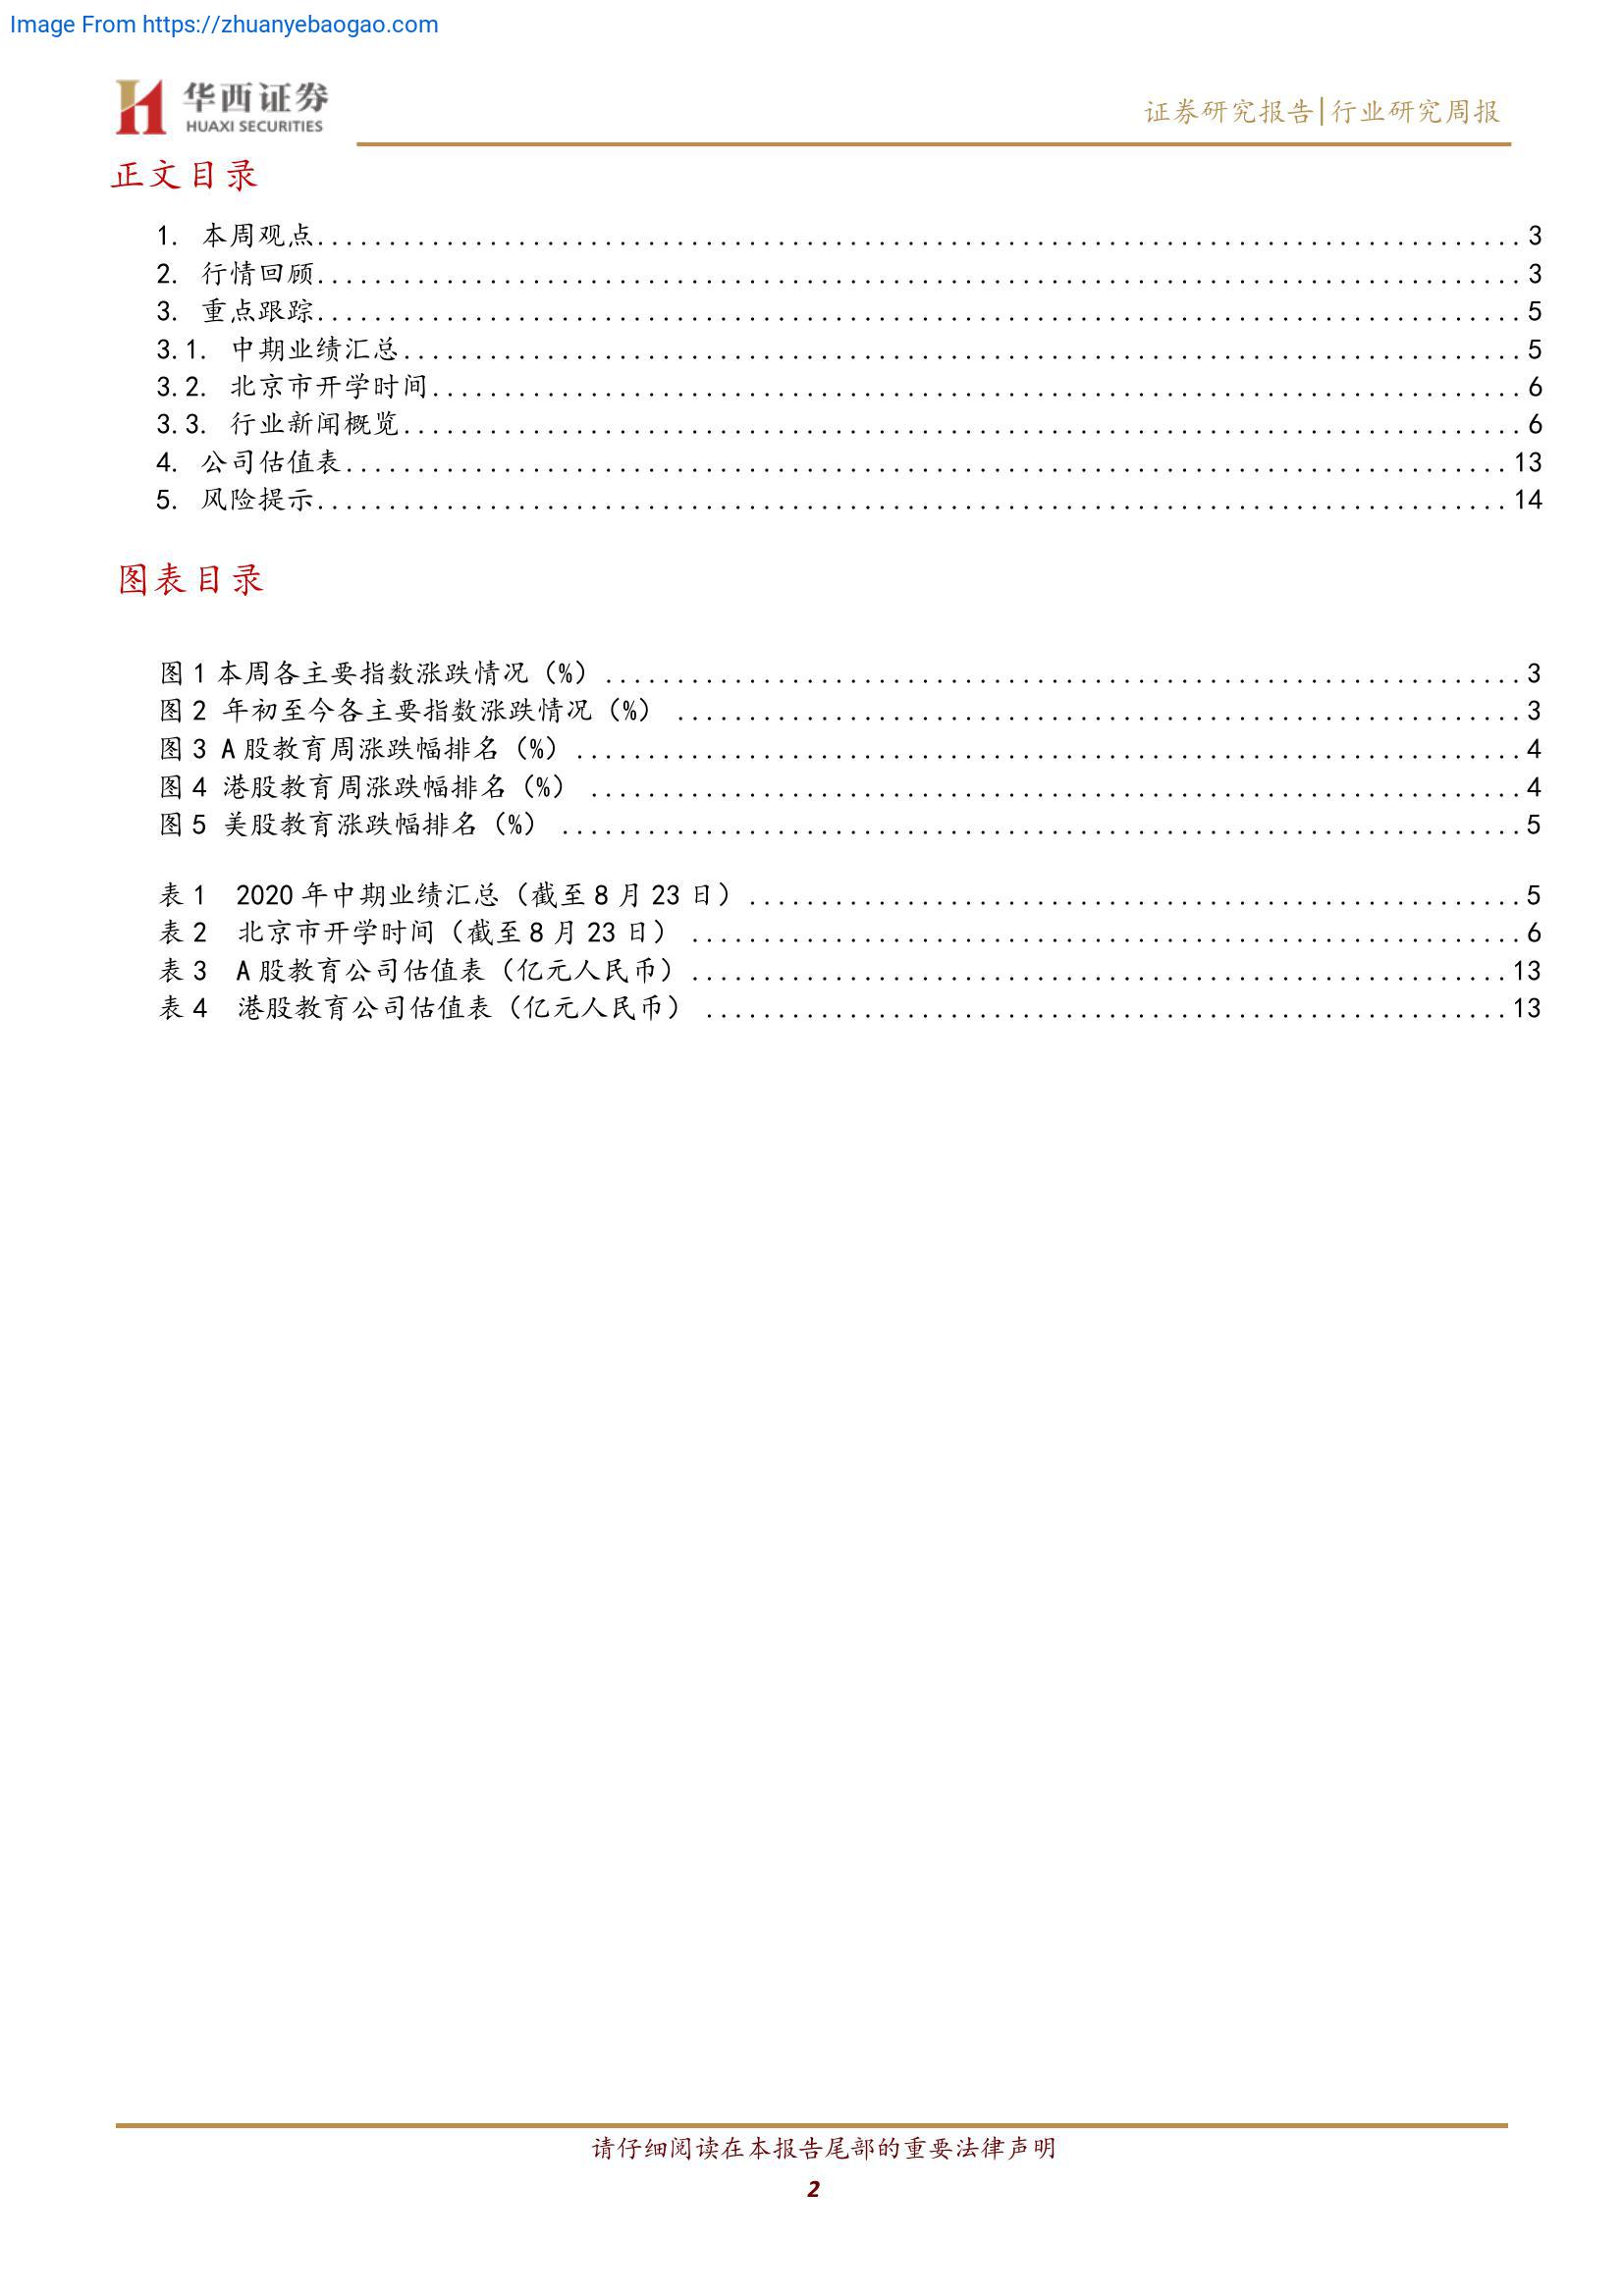 Image From https://zhuanyebaogao.com
华西证券
HUAXI SECURITIES
证券研究报告|行业研究周报
正文目录
1. 本周观点................................................................................ 3
2. 行情回顾................................................................................ 3
3. 重点跟踪................................................................................ 5
3.1. 中期业绩汇总.......................................................................... 5
3.2. 北京市开学时间........................................................................ 6
3.3. 行业新闻概览.......................................................................... 6
4. 公司估值表.............................................................................. 13
5. 风险提示................................................................................ 14
图表目录
图 1 本周各主要指数涨跌情况（%）................................................................ 3
图 2 年初至今各主要指数涨跌情况（%） ........................................................... 3
图 3 A 股教育周涨跌幅排名（%）.................................................................. 4
图 4 港股教育周涨跌幅排名（%） ................................................................. 4
图 5 美股教育涨跌幅排名（%） ................................................................... 5
表 1 2020 年中期业绩汇总（截至 8 月 23 日）...................................................... 5
表 2 北京市开学时间（截至 8 月 23 日） .......................................................... 6
表 3 A 股教育公司估值表（亿元人民币）......................................................... 13
表 4 港股教育公司估值表（亿元人民币） ........................................................ 13
请仔细阅读在本报告尾部的重要法律声明
2